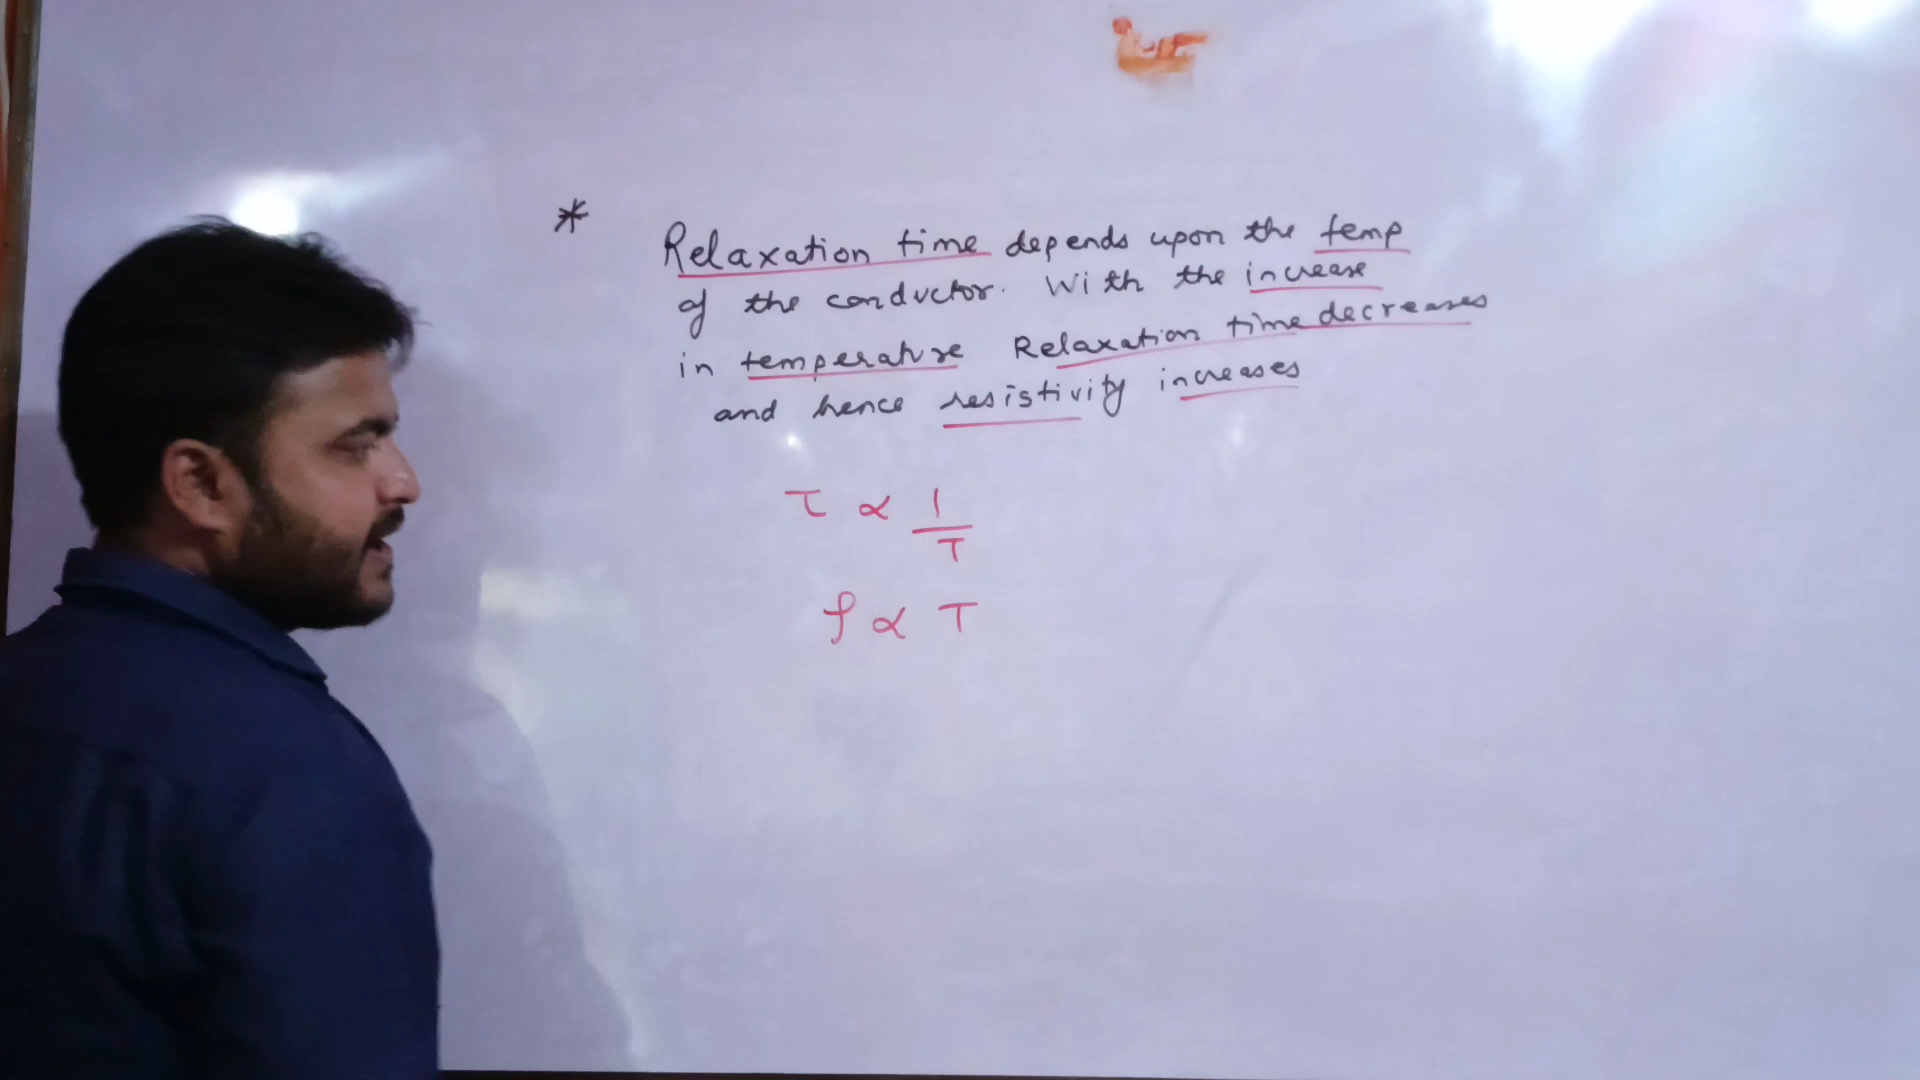 * Relaxation time depends upon the temp
of the conductor. With the increase
in temperature Relaxation time decreases
and hence resistivity increases
τ ∝ 1/T
ρ ∝ T